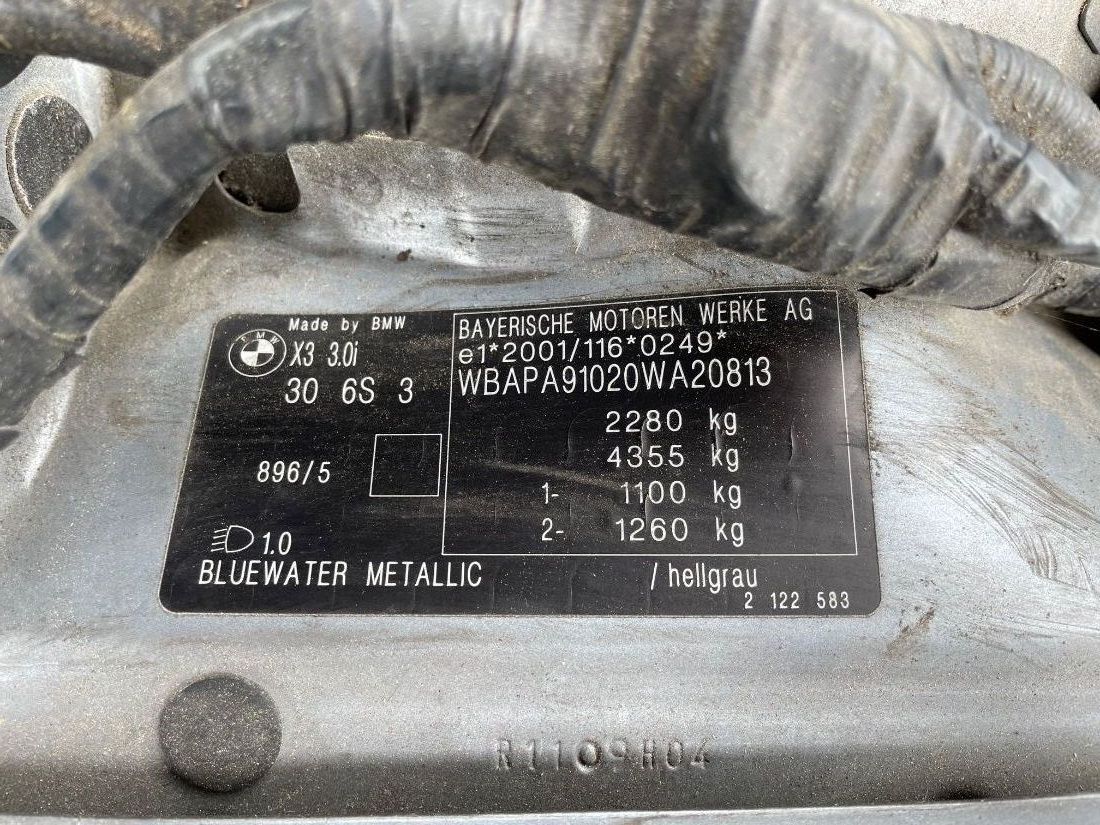 Made by BMW
BMW
X3 3.0i
30 6S 3
896/5
1.0
BLUEWATER METALLIC
BAYERISCHE MOTOREN WERKE AG
e1*2001/116*0249*
WBAPA91020WA20813
2280 kg
4355 kg
1- 1100 kg
2- 1260 kg
/hellgrau
2 122 583
R1109H04